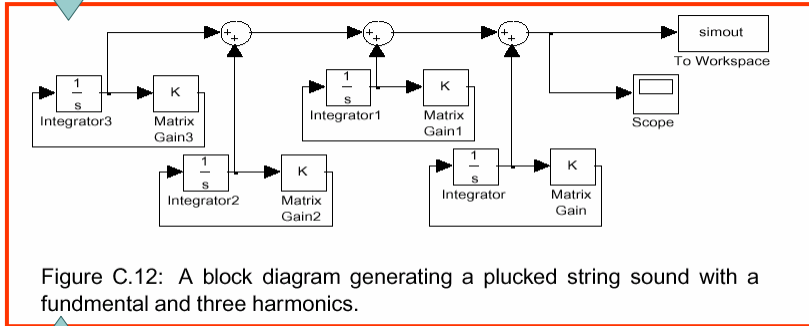 simout
To Workspace
+
+
+
+
+
+
1
s
Integrator3
K
Matrix
Gain3
1
s
Integrator1
K
Matrix
Gain1
Scope
1
s
Integrator2
K
Matrix
Gain2
1
s
Integrator
K
Matrix
Gain
Figure C.12: A block diagram generating a plucked string sound with a
fundmental and three harmonics.